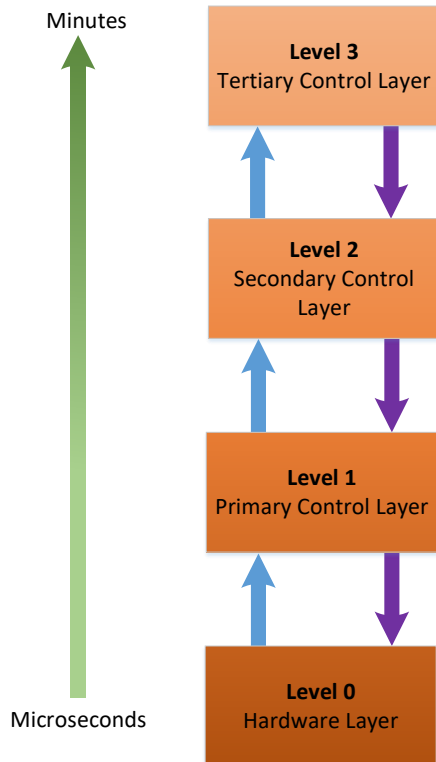 Minutes
Level 3
Tertiary Control Layer
Level 2
Secondary Control
Layer
Level 1
Primary Control Layer
Level 0
Hardware Layer
Microseconds